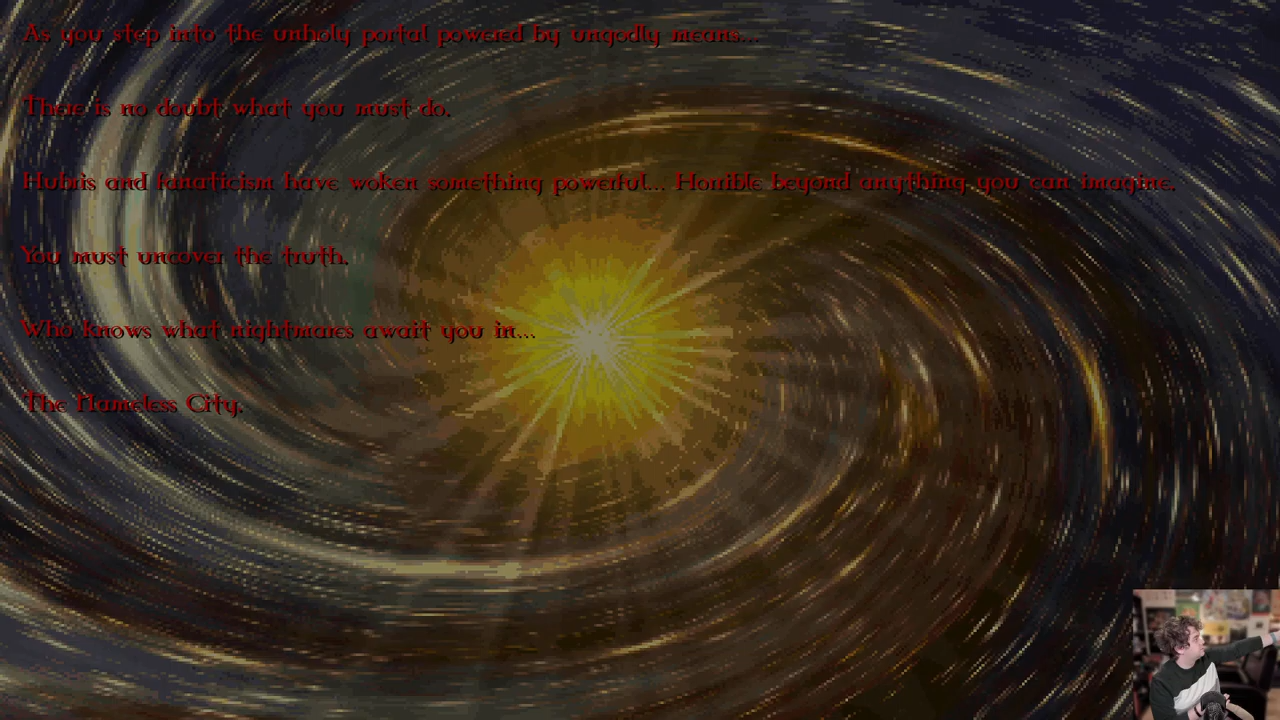 As you step into the unholy portal powered by ungodly means...
There is no doubt what you must do.
Hubris and fanaticism have woken something powerful... Horrible beyond anything you can imagine.
You must uncover the truth.
Who knows what nightmares await you in...
The Nameless City.